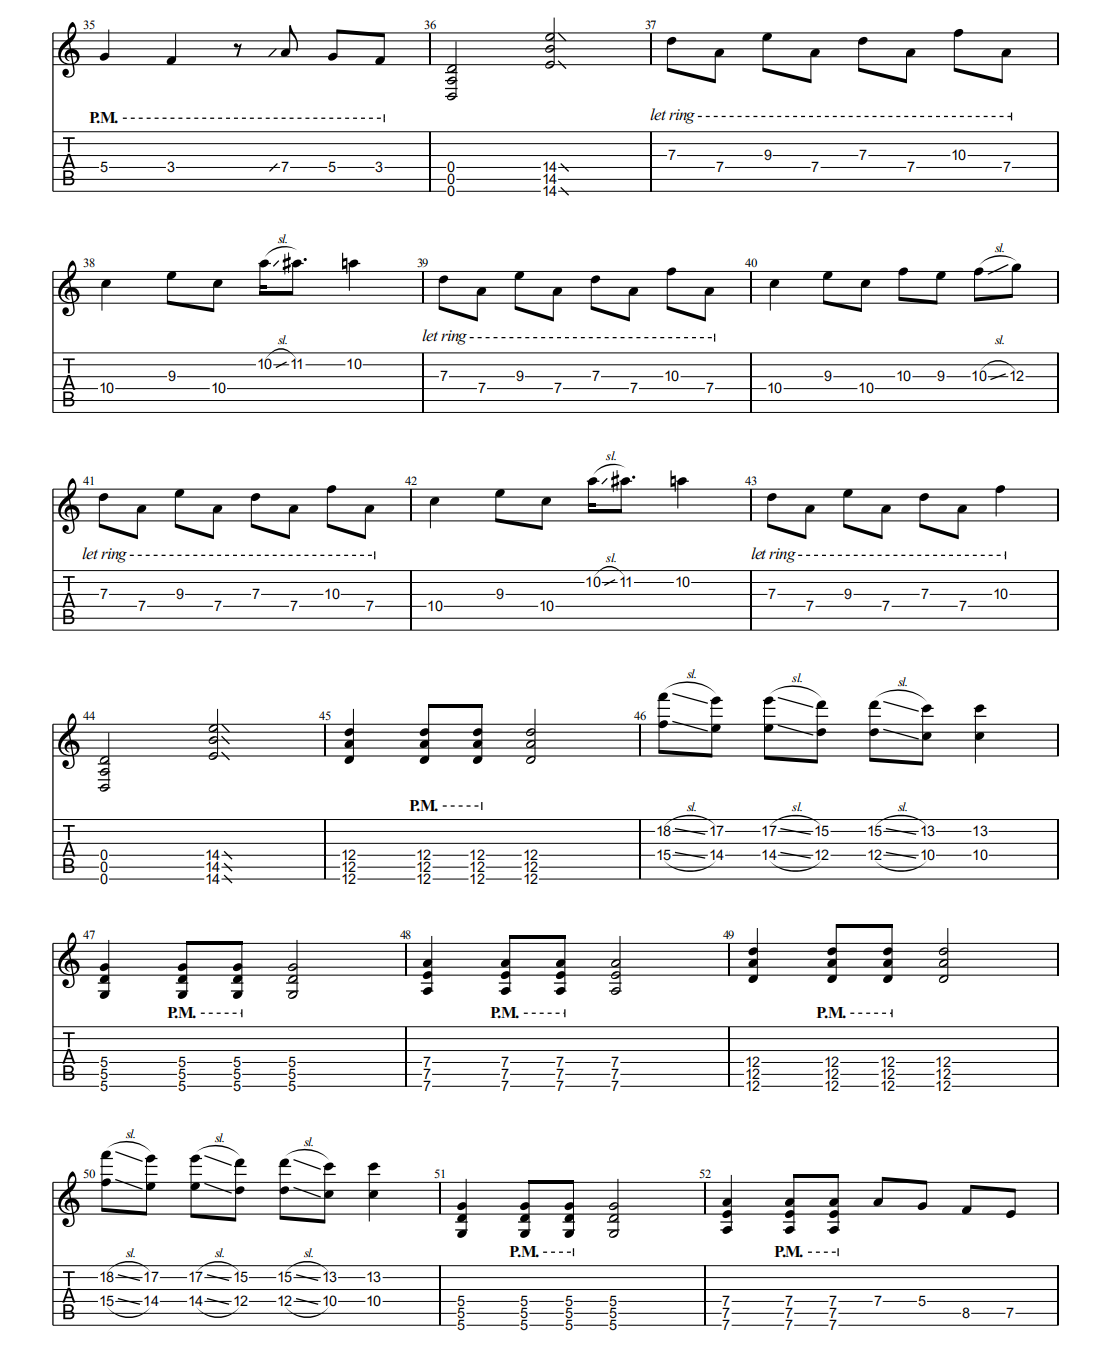 35 36 37
P.M. let ring
T A B 5 3 7 5 3 0 0 0 14 14 14 7 7 9 7 7 7 10 7
sl.
38 39 40 sl.
let ring
sl. sl.
T A B 10 9 10 10 11 10 7 7 9 7 7 7 10 7 10 9 10 10 9 10 12
sl.
41 42 43
let ring let ring
sl.
T A B 7 7 9 7 7 7 10 7 10 9 10 10 11 10 7 7 9 7 7 7 10
sl. sl. sl.
44 45 46
P.M.
sl. sl. sl.
T A B 0 0 0 14 14 14 12 12 12 12 12 12 12 12 12 12 12 12 18 15 17 14 17 14 15 12 15 12 13 10 13 10
47 48 49
P.M. P.M. P.M.
T A B 5 5 5 5 5 5 5 5 5 5 5 5 7 7 7 7 7 7 7 7 7 7 7 7 12 12 12 12 12 12 12 12 12 12 12 12
sl. sl. sl.
50 51 52
P.M. P.M.
sl. sl. sl.
T A B 18 15 17 14 17 14 15 12 15 12 13 10 13 10 5 5 5 5 5 5 5 5 5 5 5 5 7 7 7 7 7 7 7 7 7 7 5 8 7